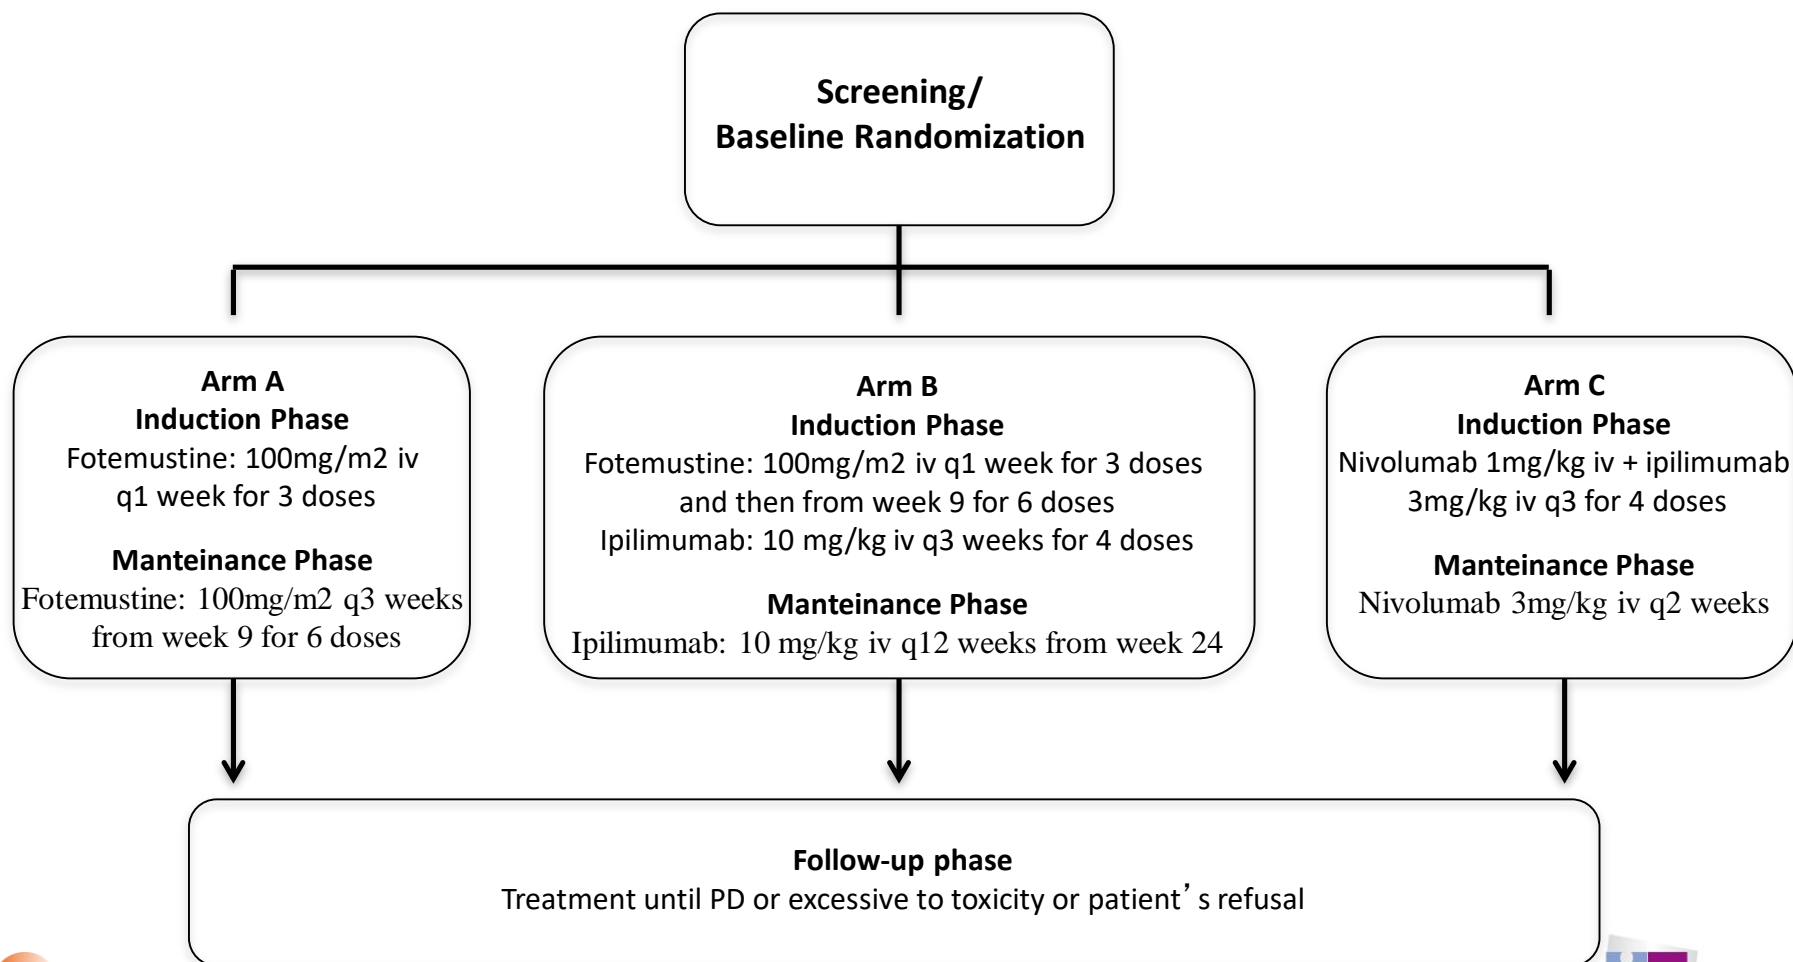 Screening/
Baseline Randomization
Arm A
Induction Phase
Fotemustine: 100mg/m2 iv
q1 week for 3 doses
Manteinance Phase
Fotemustine: 100mg/m2 q3 weeks
from week 9 for 6 doses
Arm B
Induction Phase
Fotemustine: 100mg/m2 iv q1 week for 3 doses
and then from week 9 for 6 doses
Ipilimumab: 10 mg/kg iv q3 weeks for 4 doses
Manteinance Phase
Ipilimumab: 10 mg/kg iv q12 weeks from week 24
Arm C
Induction Phase
Nivolumab 1mg/kg iv + ipilimumab
3mg/kg iv q3 for 4 doses
Manteinance Phase
Nivolumab 3mg/kg iv q2 weeks
Follow-up phase
Treatment until PD or excessive to toxicity or patient’s refusal